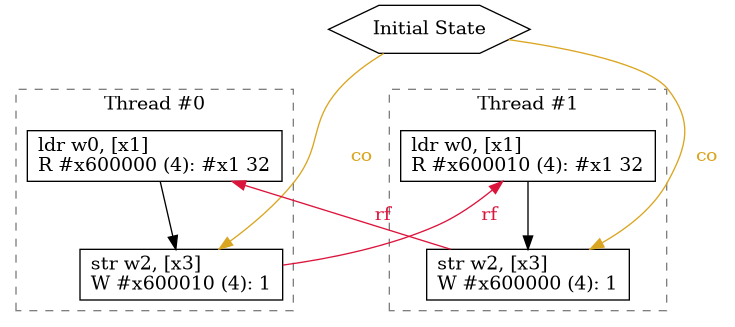 Initial State
Thread #0
Thread #1
ldr w0, [x1]
R #x600000 (4): #x1 32
ldr w0, [x1]
R #x600010 (4): #x1 32
co
co
rf
rf
str w2, [x3]
W #x600010 (4): 1
str w2, [x3]
W #x600000 (4): 1